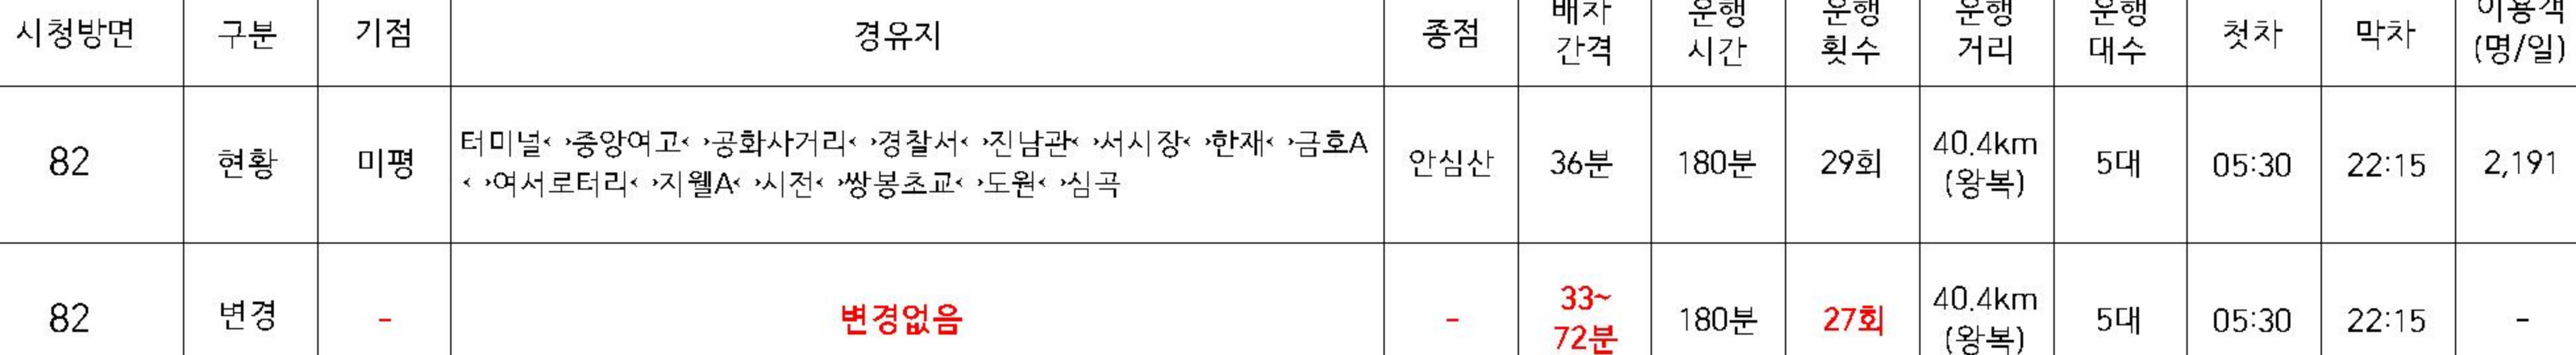 시청방면 구분 기점 경유지 종점 배차 간격 운행 시간 운행 횟수 운행 거리 운행 대수 첫차 막차 이용객 (명/일)
82 현황 미평 터미널< >중앙여고< >공화사거리< >경찰서< >진남관< >서시장< >한재< >금호A
< >여서로터리< >지웰A< >시전< >쌍봉초교< >도원< >심곡 안심산 36분 180분 29회 40.4km (왕복) 5대 05:30 22:15 2,191
82 변경 - 변경없음 - 33~ 72분 180분 27회 40.4km (왕복) 5대 05:30 22:15 -